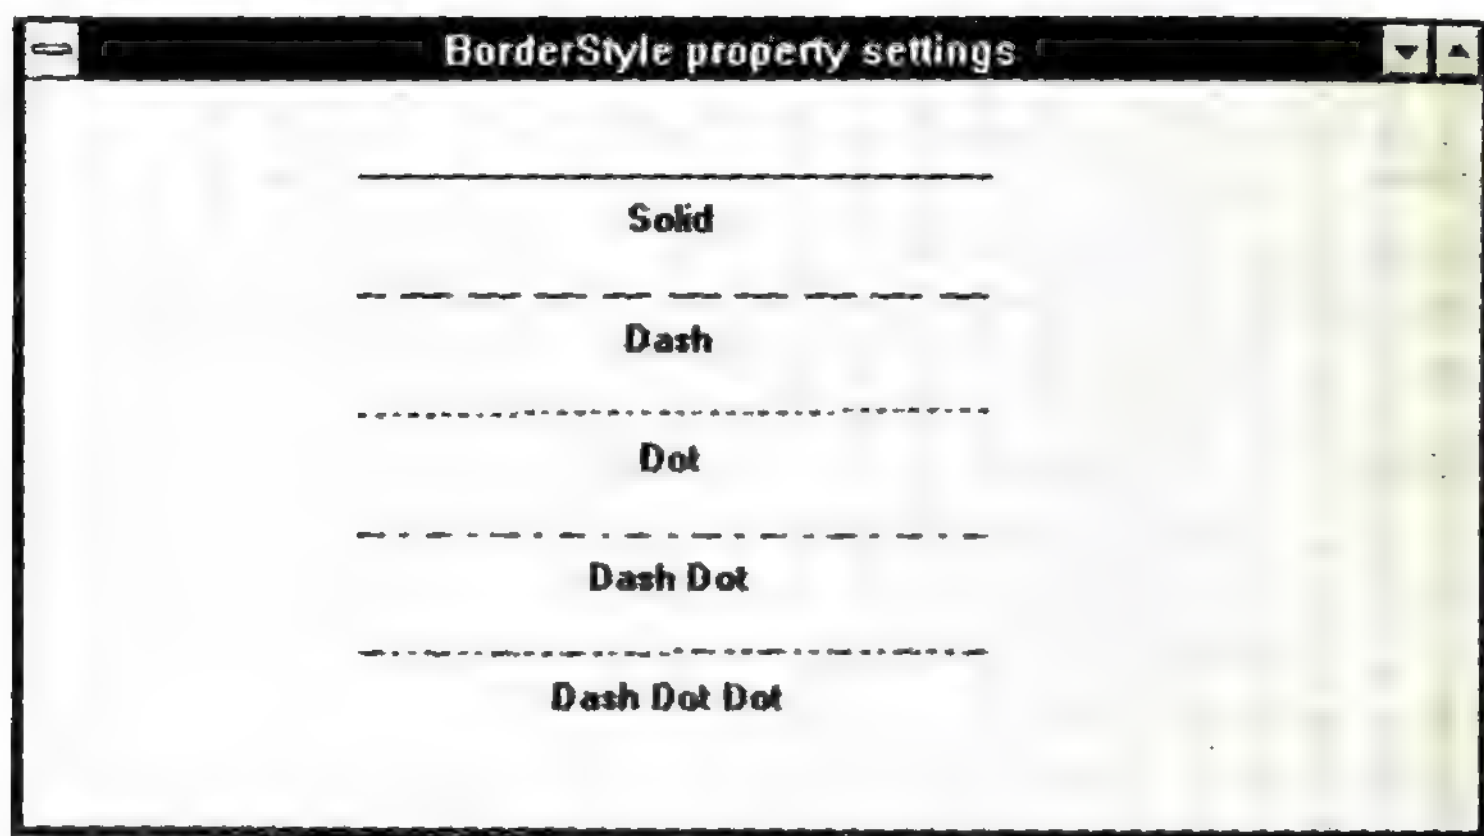 BorderStyle property settings
Solid
Dash
Dot
Dash Dot
Dash Dot Dot